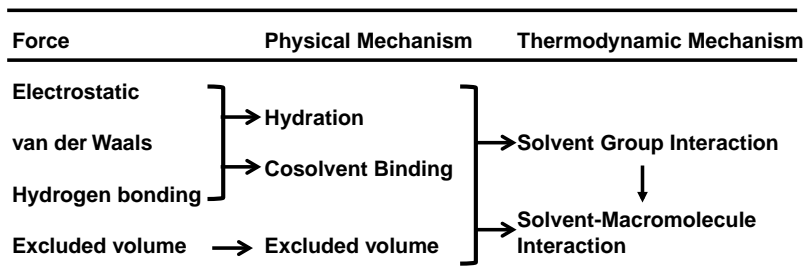 Force Physical Mechanism Thermodynamic Mechanism
Electrostatic
Hydration
van der Waals Solvent Group Interaction
Cosolvent Binding
Hydrogen bonding
Solvent-Macromolecule
Excluded volume Excluded volume Interaction